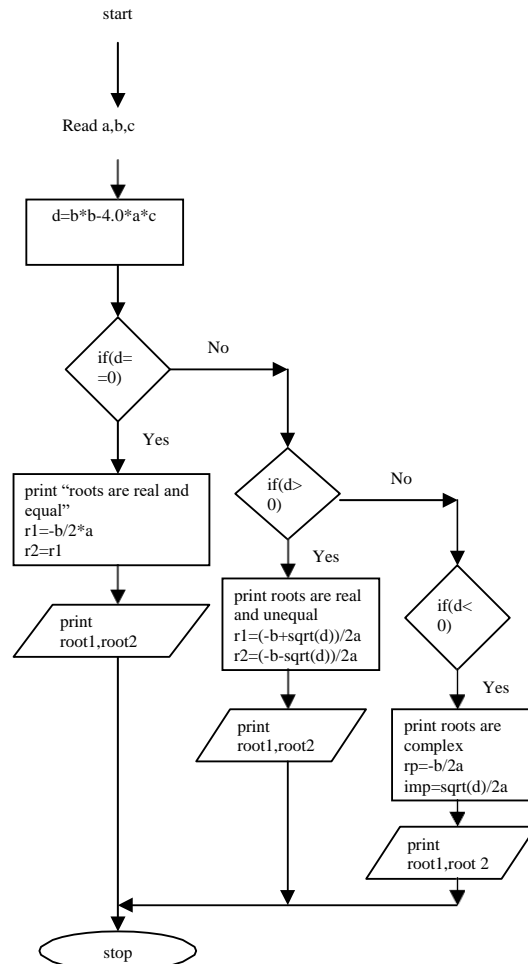 start
Read a,b,c
d=b*b-4.0*a*c
if(d=
=0)
No
Yes
print “roots are real and
equal”
r1=-b/2*a
r2=r1
print
root1,root2
if(d>
0)
No
Yes
print roots are real
and unequal
r1=(-b+sqrt(d))/2a
r2=(-b-sqrt(d))/2a
print
root1,root2
if(d<
0)
Yes
print roots are
complex
rp=-b/2a
imp=sqrt(d)/2a
print
root1,root 2
stop